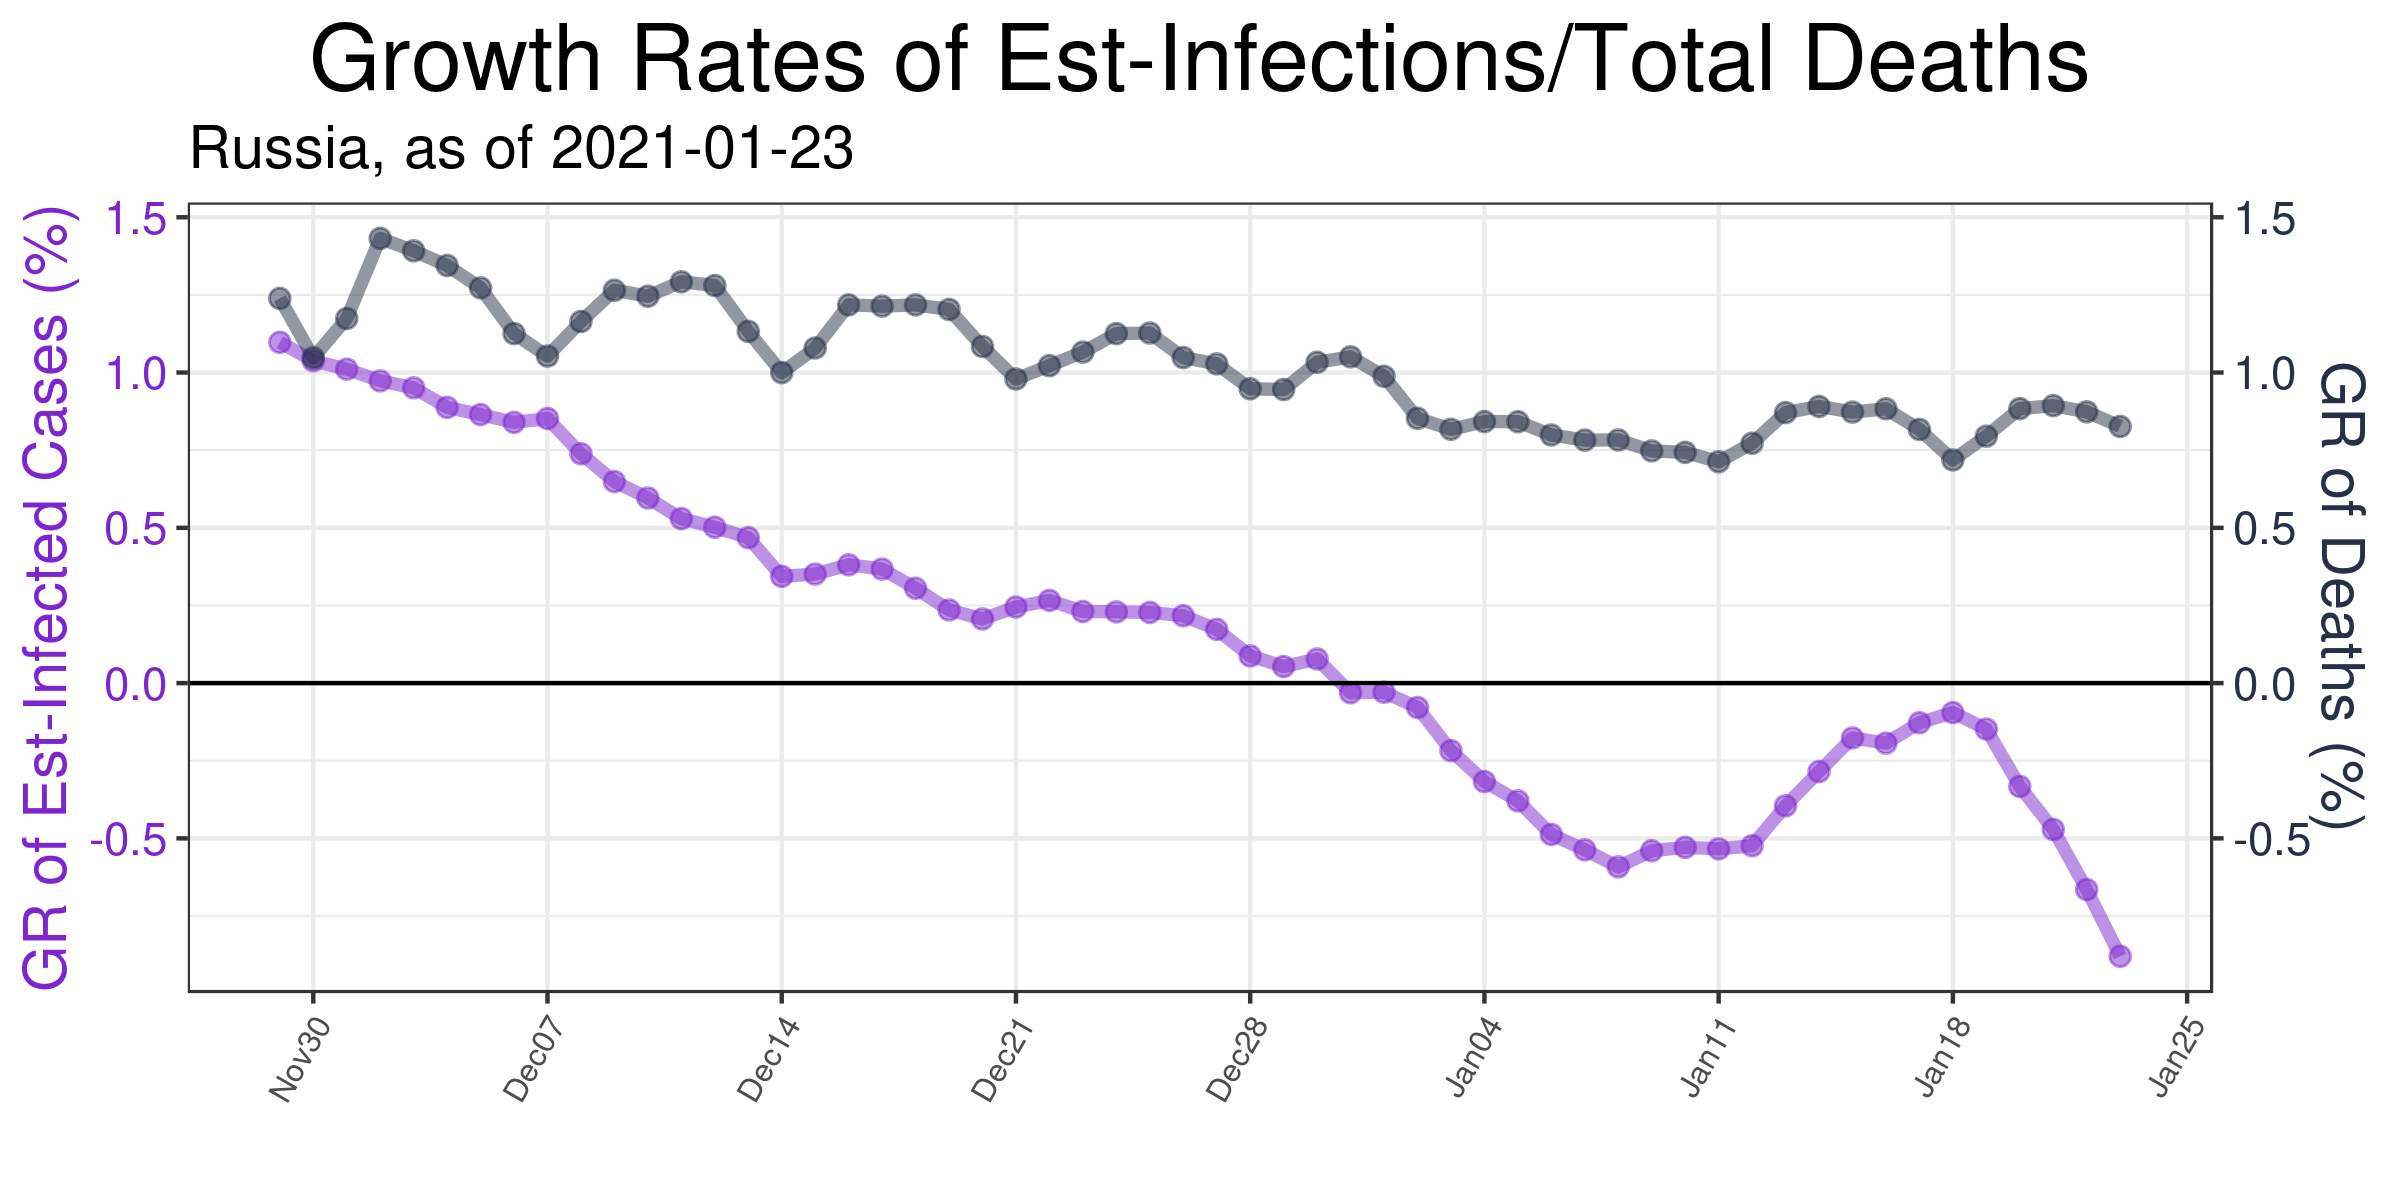 Growth Rates of Est-Infections/Total Deaths
Russia, as of 2021-01-23
GR of Est-Infected Cases (%)
1.5
1.0
0.5
0.0
-0.5
1.5
1.0
0.5
0.0
-0.5
GR of Deaths (%)
Nov30
Dec07
Dec14
Dec21
Dec28
Jan04
Jan11
Jan18
Jan25